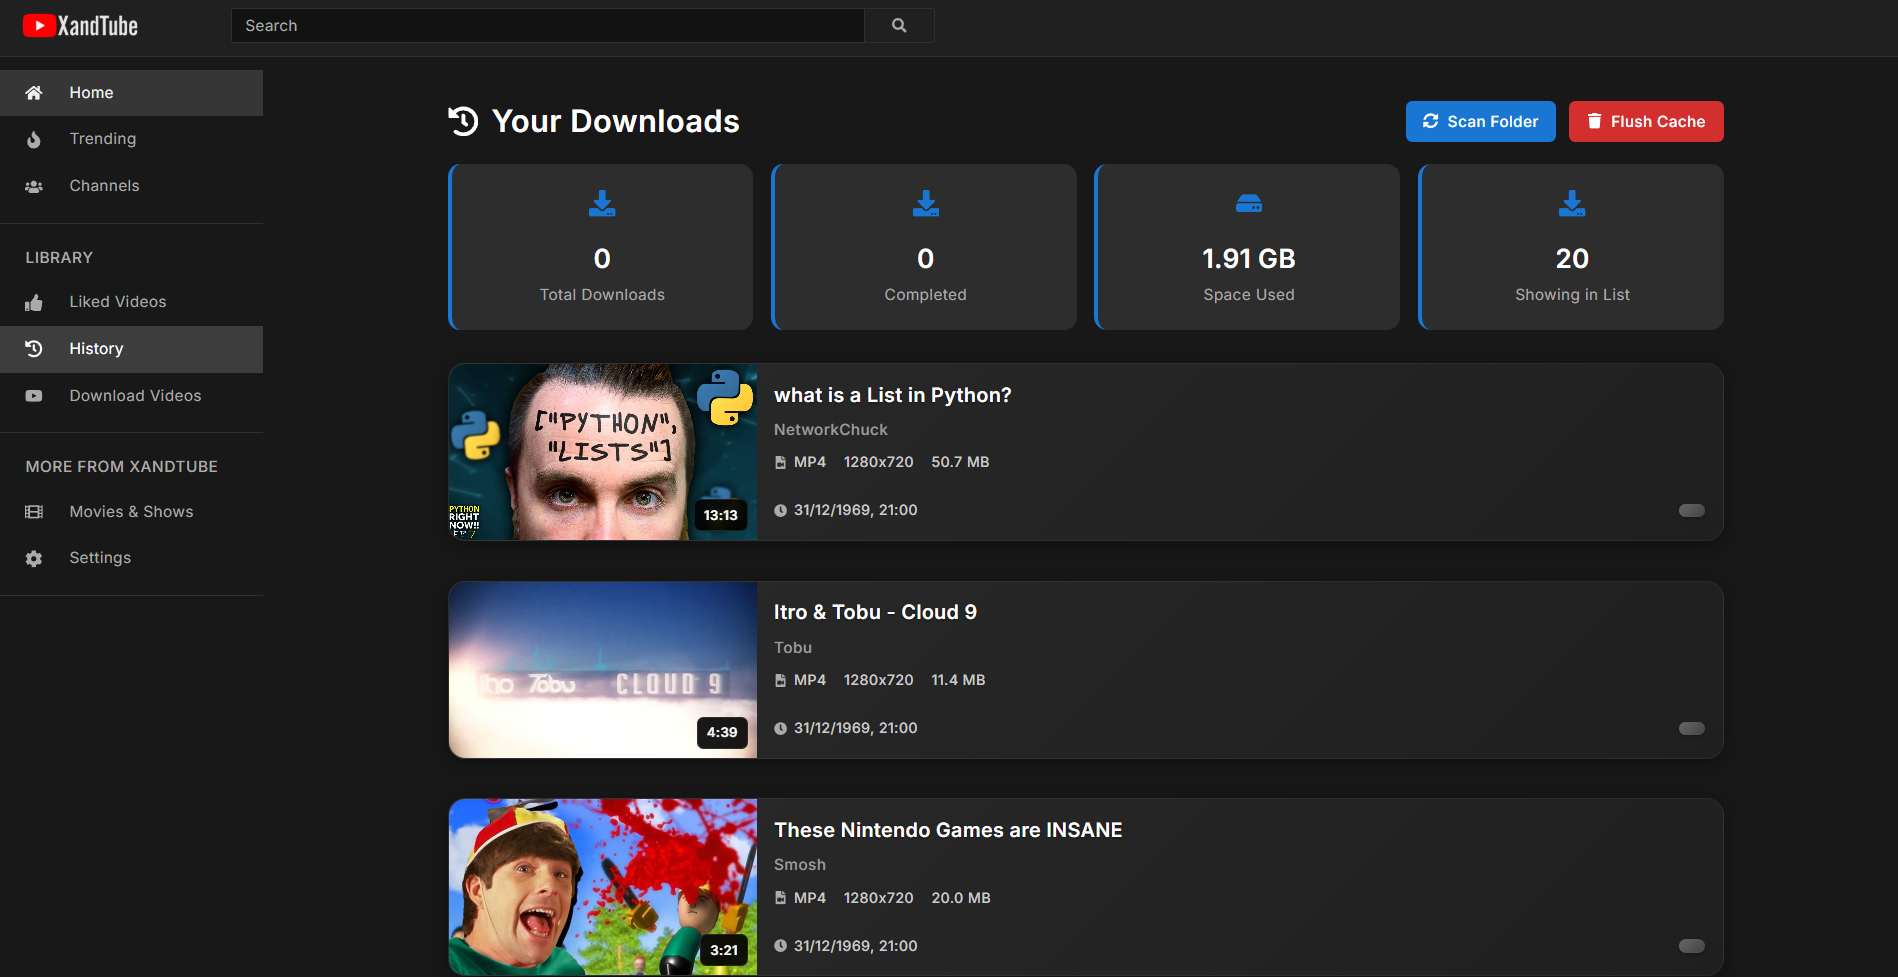 XandTube
Search
Home
Trending
Channels
LIBRARY
Liked Videos
History
Download Videos
MORE FROM XANDTUBE
Movies & Shows
Settings
Your Downloads
Scan Folder
Flush Cache
0
Total Downloads
0
Completed
1.91 GB
Space Used
20
Showing in List
["PYTHON",
"LISTS"]
PYTHON
RIGHT
NOW!!
13:13
what is a List in Python?
NetworkChuck
MP4 1280x720 50.7 MB
31/12/1969, 21:00
Tobu CLOUD 9
4:39
Itro & Tobu - Cloud 9
Tobu
MP4 1280x720 11.4 MB
31/12/1969, 21:00
3:21
These Nintendo Games are INSANE
Smosh
MP4 1280x720 20.0 MB
31/12/1969, 21:00